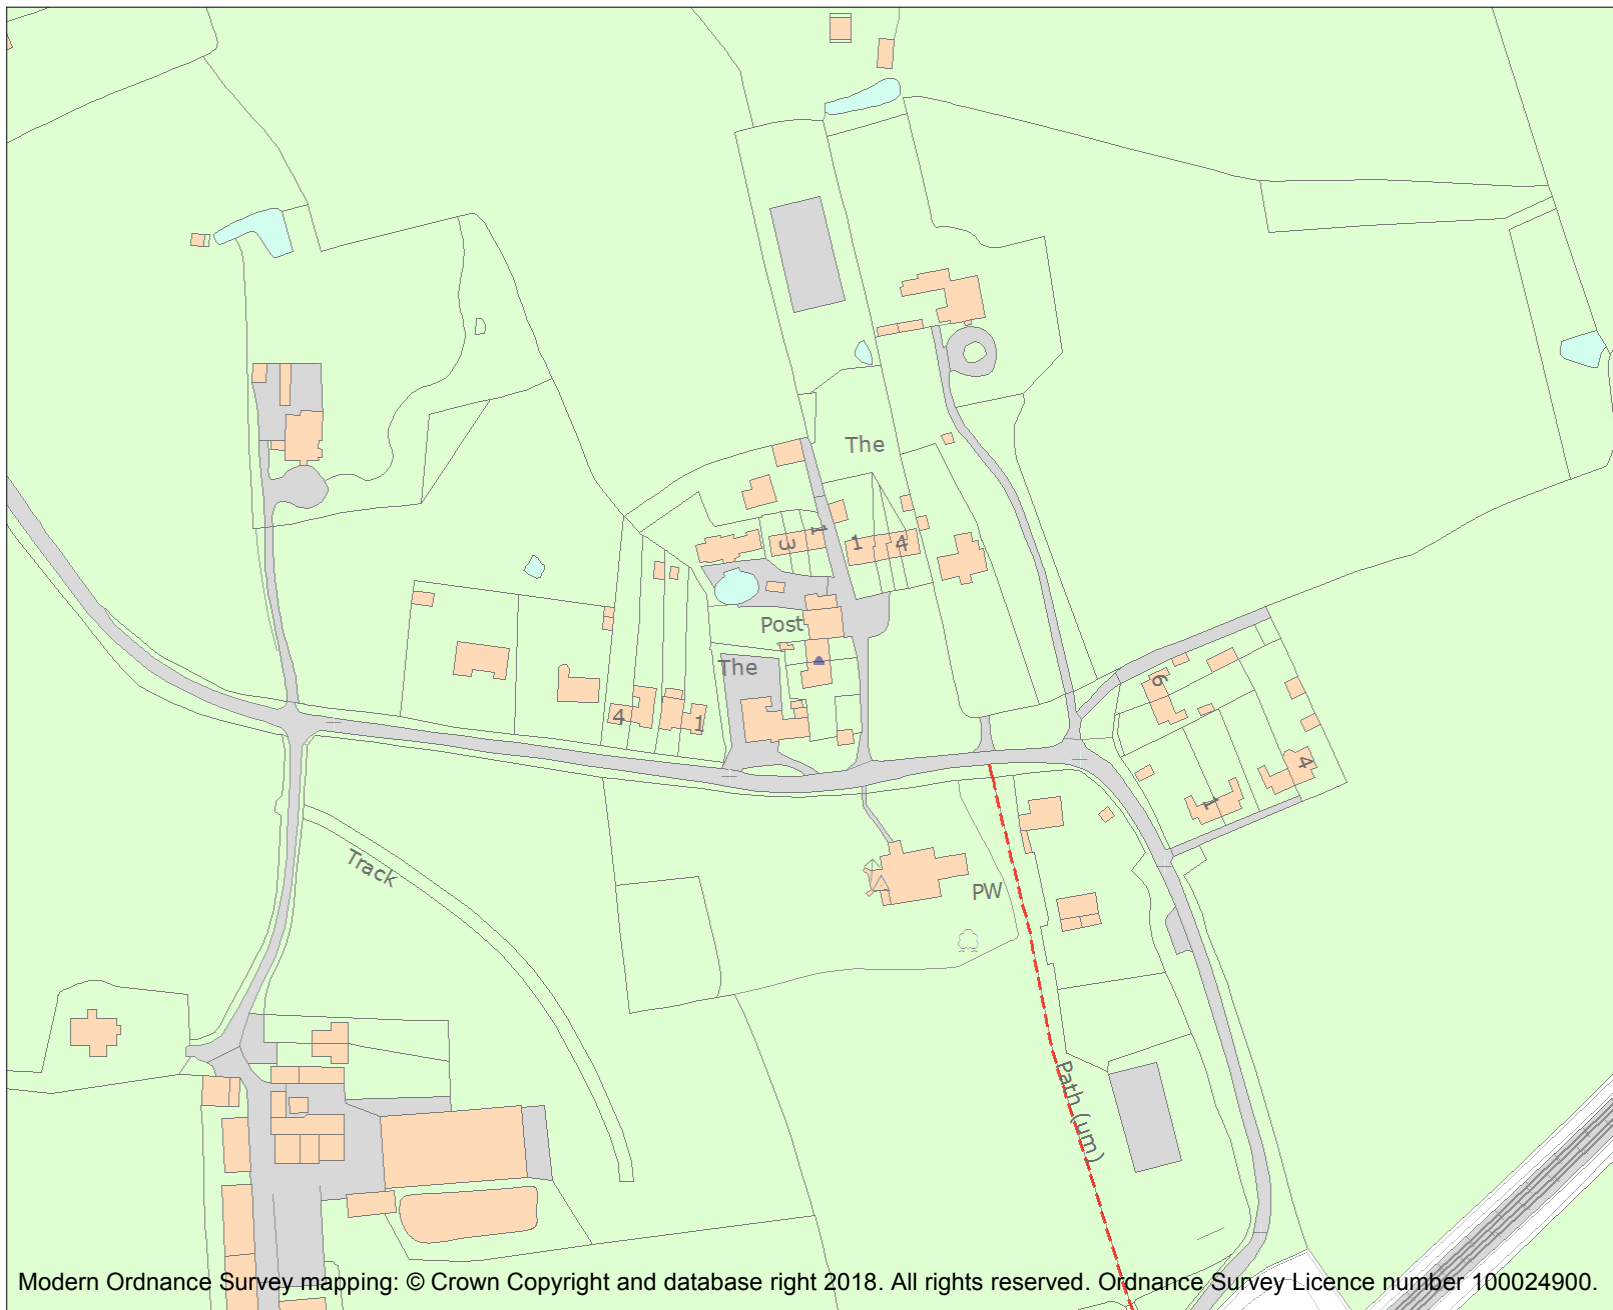 The
3
1
1
4
Post
The
6
4
1
4
1
Track
PW
Path (um)
Modern Ordnance Survey mapping: © Crown Copyright and database right 2018. All rights reserved. Ordnance Survey Licence number 100024900.